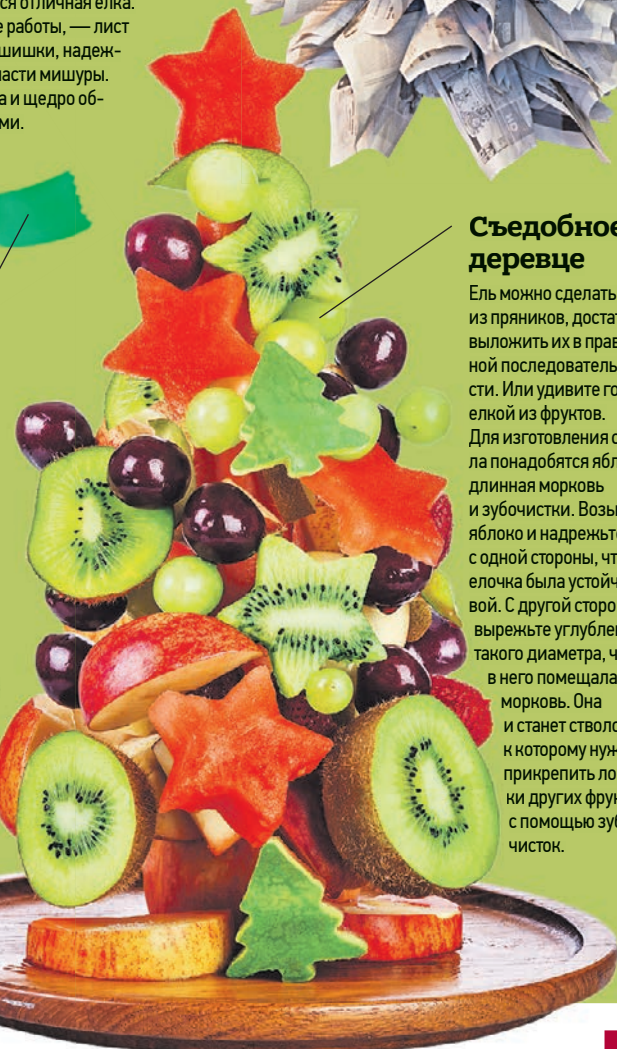 ся отличная ёлка.
е работы, — лист
шишки, надеж-
ласти мишуры.
а и щедро об-
ми.
Съедобное
деревце
Ель можно сделать
из пряников, достат
выложить их в прав
ной последователь
сти. Или удивите го
елкой из фруктов.
Для изготовления с
ла понадобятся ябл
длинная морковь
и зубочистки. Возь
яблоко и надрежьте
с одной стороны, чт
елочка была устойч
вой. С другой сторо
вырежьте углублен
такого диаметра, ч
в него помещала
морковь. Она
и станет стволо
к которому нуж
прикрепить ло
ки других фрук
с помощью зуб
чисток.